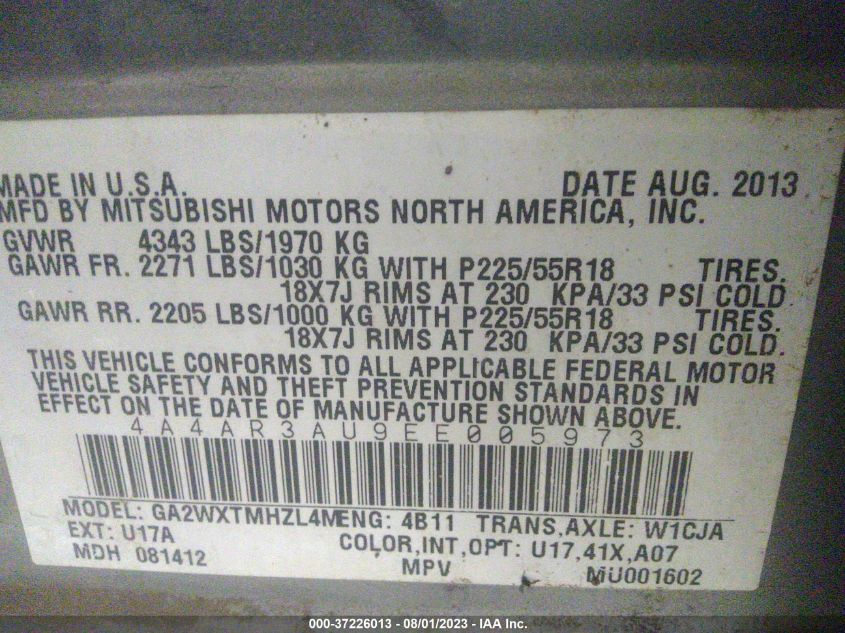 MADE IN U.S.A. DATE AUG. 2013
MFD BY MITSUBISHI MOTORS NORTH AMERICA, INC.
GVWR 4343 LBS/1970 KG
GAWR FR. 2271 LBS/1030 KG WITH P225/55R18 TIRES.
18X7J RIMS AT 230 KPA/33 PSI COLD
GAWR RR. 2205 LBS/1000 KG WITH P225/55R18 TIRES.
18X7J RIMS AT 230 KPA/33 PSI COLD.
THIS VEHICLE CONFORMS TO ALL APPLICABLE FEDERAL MOTOR
VEHICLE SAFETY AND THEFT PREVENTION STANDARDS IN
EFFECT ON THE DATE OF MANUFACTURE SHOWN ABOVE.
4A4AR3AU9EE005973
MODEL: GA2WXTMHZL4M ENG: 4B11 TRANS,AXLE: W1CJA
EXT: U17A COLOR,INT,OPT: U17,41X,A07
MDH 081412 MPV MU001602
000-37226013 - 08/01/2023 - IAA Inc.